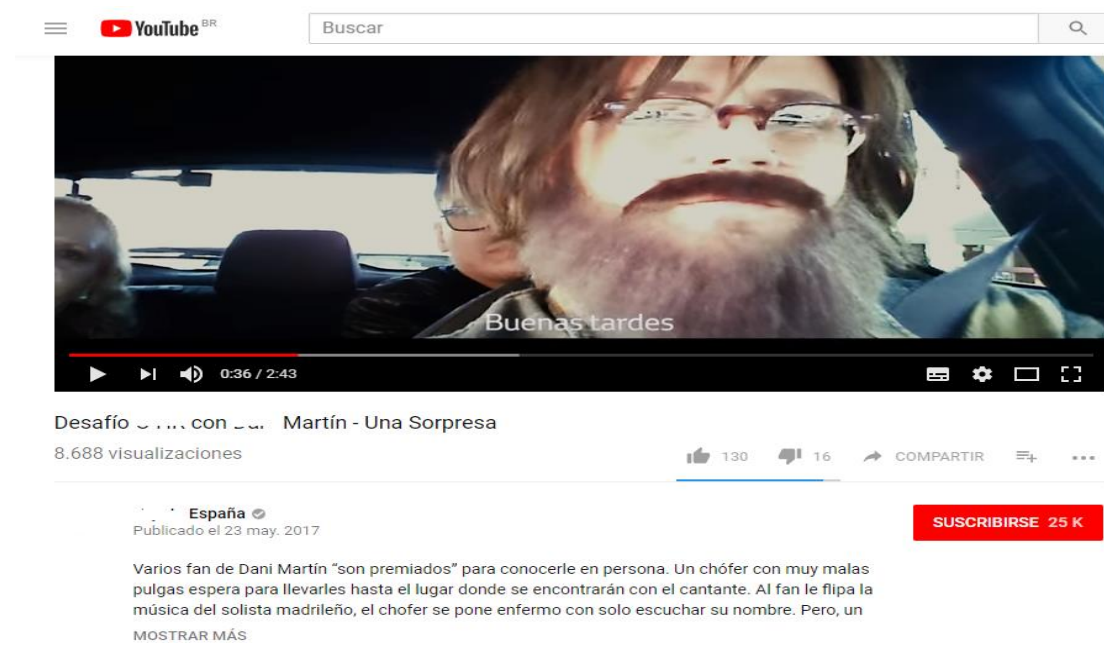 YouTube BR
Buscar
Buenas tardes
0:36 / 2:43
Desafío con Martín - Una Sorpresa
8.688 visualizaciones
130
16
COMPARTIR
España
Publicado el 23 may. 2017
SUSCRIBIRSE 25 K
Varios fan de Dani Martín “son premiados” para conocerle en persona. Un chófer con muy malas
pulgas espera para llevarles hasta el lugar donde se encontrarán con el cantante. Al fan le flipa la
música del solista madrileño, el chofer se pone enfermo con solo escuchar su nombre. Pero, un
MOSTRAR MÁS